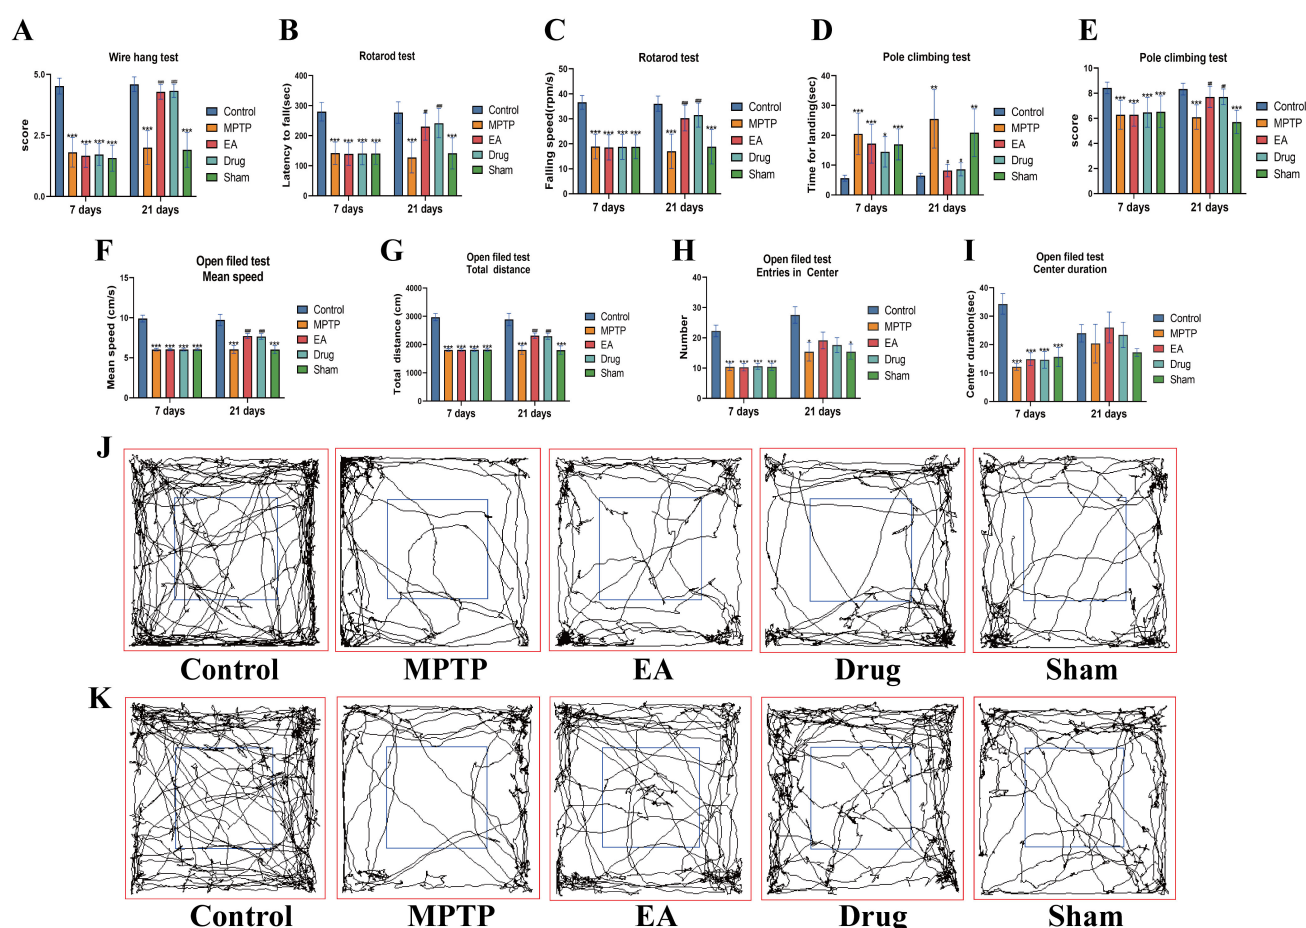 A
Wire hang test
score
5.0
2.5
0.0
***
***
***
***
***
***
7 days
21 days
Control
MPTP
EA
Drug
Sham
B
Rotarod test
Latency to fall(sec)
400
300
200
100
0
***
***
***
***
***
#
##
***
7 days
21 days
Control
MPTP
EA
Drug
Sham
C
Rotarod test
Falling speed(rpm/s)
60
40
20
0
***
***
***
***
***
***
7 days
21 days
Control
MPTP
EA
Drug
Sham
D
Pole climbing test
Time for landing(sec)
40
30
20
10
0
***
***
*
***
**
**
7 days
21 days
Control
MPTP
EA
Drug
Sham
E
Pole climbing test
score
10
8
6
4
2
0
***
***
***
***
***
##
#
***
7 days
21 days
Control
MPTP
EA
Drug
Sham
F
Open filed test
Mean speed
Mean speed (cm/s)
15
10
5
0
***
***
***
***
***
***
7 days
21 days
Control
MPTP
EA
Drug
Sham
G
Open filed test
Total distance
Total distance (cm)
4000
3000
2000
1000
0
***
***
***
***
***
***
7 days
21 days
Control
MPTP
EA
Drug
Sham
H
Open filed test
Entries in Center
Number
40
30
20
10
0
***
***
***
***
*
*
7 days
21 days
Control
MPTP
EA
Drug
Sham
I
Open filed test
Center duration
Center duration(sec)
40
30
20
10
0
***
***
***
***
7 days
21 days
Control
MPTP
EA
Drug
Sham
J
Control
MPTP
EA
Drug
Sham
K
Control
MPTP
EA
Drug
Sham